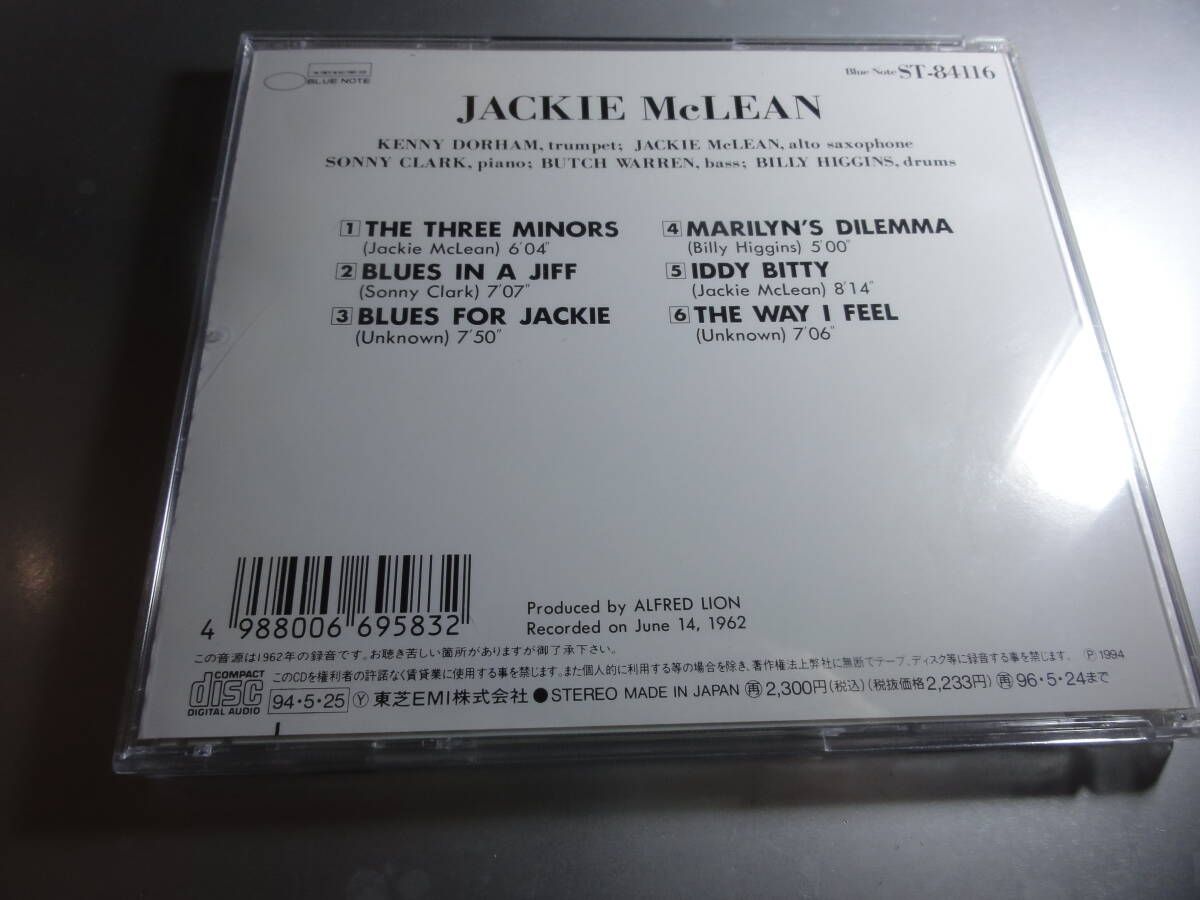 BLUE NOTE
Blue Note ST-84116
JACKIE McLEAN
KENNY DORHAM, trumpet; JACKIE McLEAN, alto saxophone
SONNY CLARK, piano; BUTCH WARREN, bass; BILLY HIGGINS, drums
1 THE THREE MINORS
(Jackie McLean) 6'04"
2 BLUES IN A JIFF
(Sonny Clark) 7'07"
3 BLUES FOR JACKIE
(Unknown) 7'50"
4 MARILYN'S DILEMMA
(Billy Higgins) 5'00"
5 IDDY BITTY
(Jackie McLean) 8'14"
6 THE WAY I FEEL
(Unknown) 7'06"
4 988006 695832
Produced by ALFRED LION
Recorded on June 14, 1962
この音源は1962年の録音です。お聴き苦しい箇所がありますが御了承下さい。
このCDを権利者の許諾なく賃貸業に使用する事を禁じます。また個人的に利用する等の場合を除き、著作権法上弊社に無断でテープ、ディスク等に録音する事を禁じます。 Ⓟ1994
COMPACT
disc
DIGITAL AUDIO
94・5・25 Ⓨ 東芝EMI株式会社 ●STEREO MADE IN JAPAN 再 2,300円(税込)(税抜価格2,233円) 再 96・5・24まで